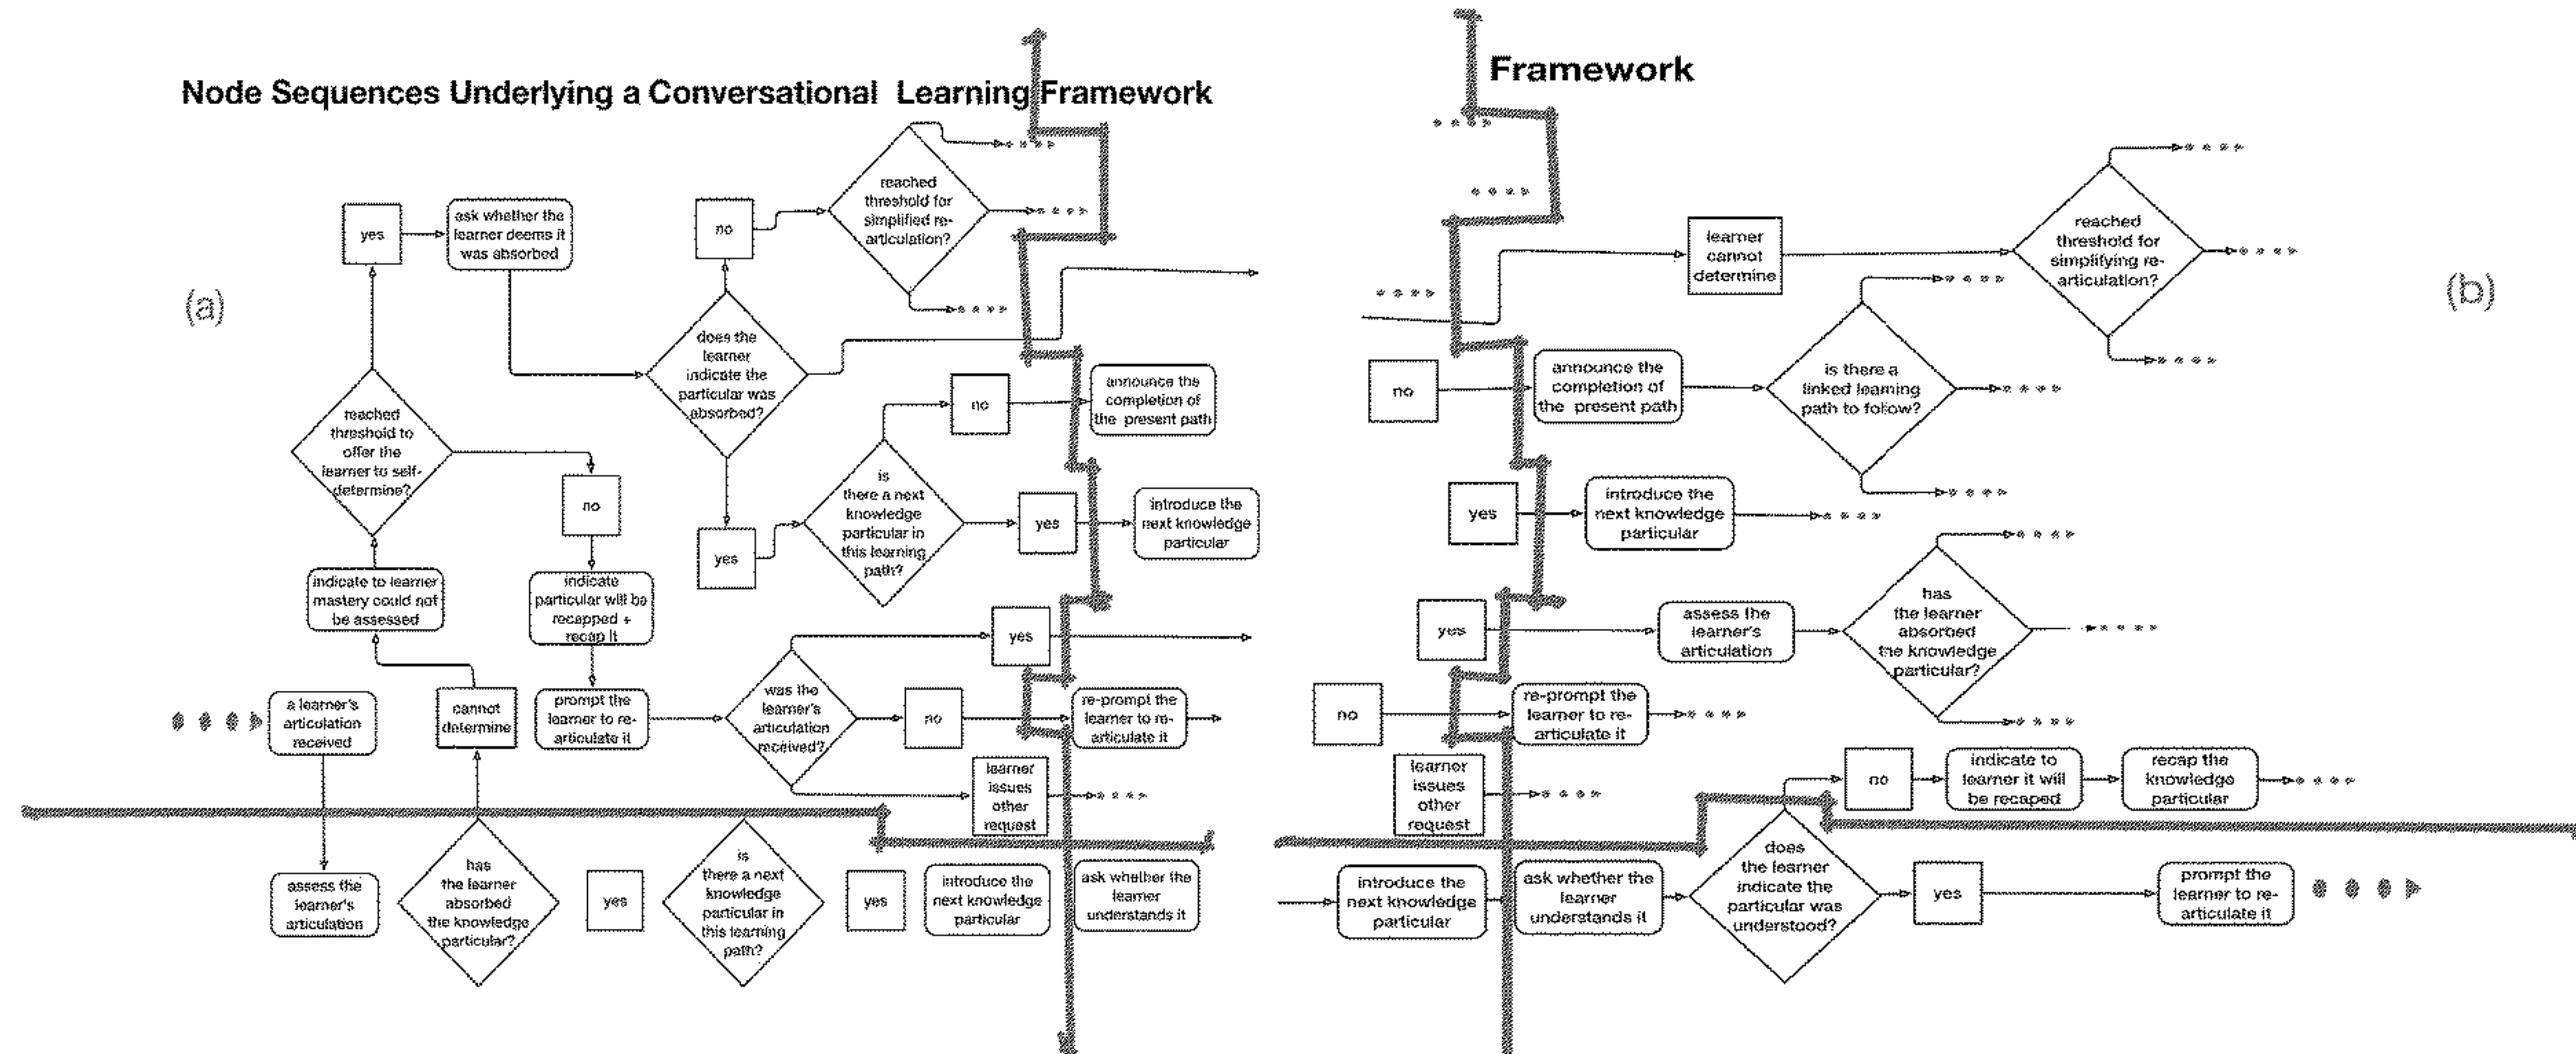 Node Sequences Underlying a Conversational Learning Framework
(a)
yes
ask whether the
learner deems it
was absorbed
no
reached
threshold for
simplified re-
articulation?
does the
learner
indicate the
particular was
absorbed?
reached
threshold to
offer the
learner to self-
determine?
no
announce the
completion of
the present path
no
is
there a next
knowledge
particular in
this learning
path?
yes
introduce the
next knowledge
particular
yes
indicate to learner
mastery could not
be assessed
indicate
particular will be
recapped +
recap it
yes
a learner's
articulation
received
cannot
determine
prompt the
learner to re-
articulate it
was the
learner's
articulation
received?
no
re-prompt the
learner to re-
articulate it
learner
issues
other
request
assess the
learner's
articulation
has
the learner
absorbed
the knowledge
particular?
yes
is
there a next
knowledge
particular in
this learning
path?
yes
introduce the
next knowledge
particular
ask whether the
learner
understands it
Framework
(b)
learner
cannot
determine
reached
threshold for
simplifying re-
articulation?
no
announce the
completion of
the present path
is there a
linked learning
path to follow?
yes
introduce the
next knowledge
particular
yes
assess the
learner's
articulation
has
the learner
absorbed
the knowledge
particular?
no
re-prompt the
learner to re-
articulate it
learner
issues
other
request
no
indicate to
learner it will
be recaped
recap the
knowledge
particular
introduce the
next knowledge
particular
ask whether the
learner
understands it
does
the learner
indicate the
particular was
understood?
yes
prompt the
learner to re-
articulate it